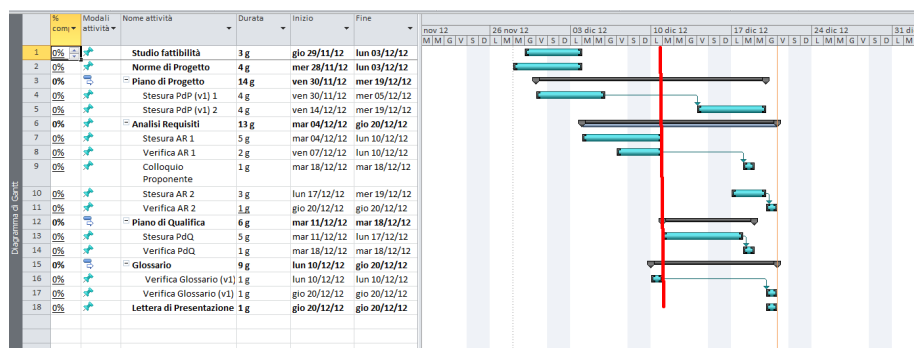 % comp Modali attività Nome attività Durata Inizio Fine
nov 12 26 nov 12 03 dic 12 10 dic 12 17 dic 12 24 dic 12 31 di
M M G V S D L M M G V S D L M M G V S D L M M G V S D L M M G V S D L M M G V S D L M
1 0% Studio fattibilità 3 g gio 29/11/12 lun 03/12/12
2 0% Norme di Progetto 4 g mer 28/11/12 lun 03/12/12
3 0% Piano di Progetto 14 g ven 30/11/12 mer 19/12/12
4 0% Stesura PdP (v1) 1 4 g ven 30/11/12 mer 05/12/12
5 0% Stesura PdP (v1) 2 4 g ven 14/12/12 mer 19/12/12
6 0% Analisi Requisiti 13 g mar 04/12/12 gio 20/12/12
7 0% Stesura AR 1 5 g mar 04/12/12 lun 10/12/12
8 0% Verifica AR 1 2 g ven 07/12/12 lun 10/12/12
9 0% Colloquio 1 g mar 18/12/12 mar 18/12/12
Proponente
10 0% Stesura AR 2 3 g lun 17/12/12 mer 19/12/12
11 0% Verifica AR 2 1 g gio 20/12/12 gio 20/12/12
12 0% Piano di Qualifica 6 g mar 11/12/12 mar 18/12/12
13 0% Stesura PdQ 5 g mar 11/12/12 lun 17/12/12
14 0% Verifica PdQ 1 g mar 18/12/12 mar 18/12/12
15 0% Glossario 9 g lun 10/12/12 gio 20/12/12
16 0% Verifica Glossario (v1) 1 g lun 10/12/12 lun 10/12/12
17 0% Verifica Glossario (v1) 1 g gio 20/12/12 gio 20/12/12
18 0% Lettera di Presentazione 1 g gio 20/12/12 gio 20/12/12
Diagramma di Gantt